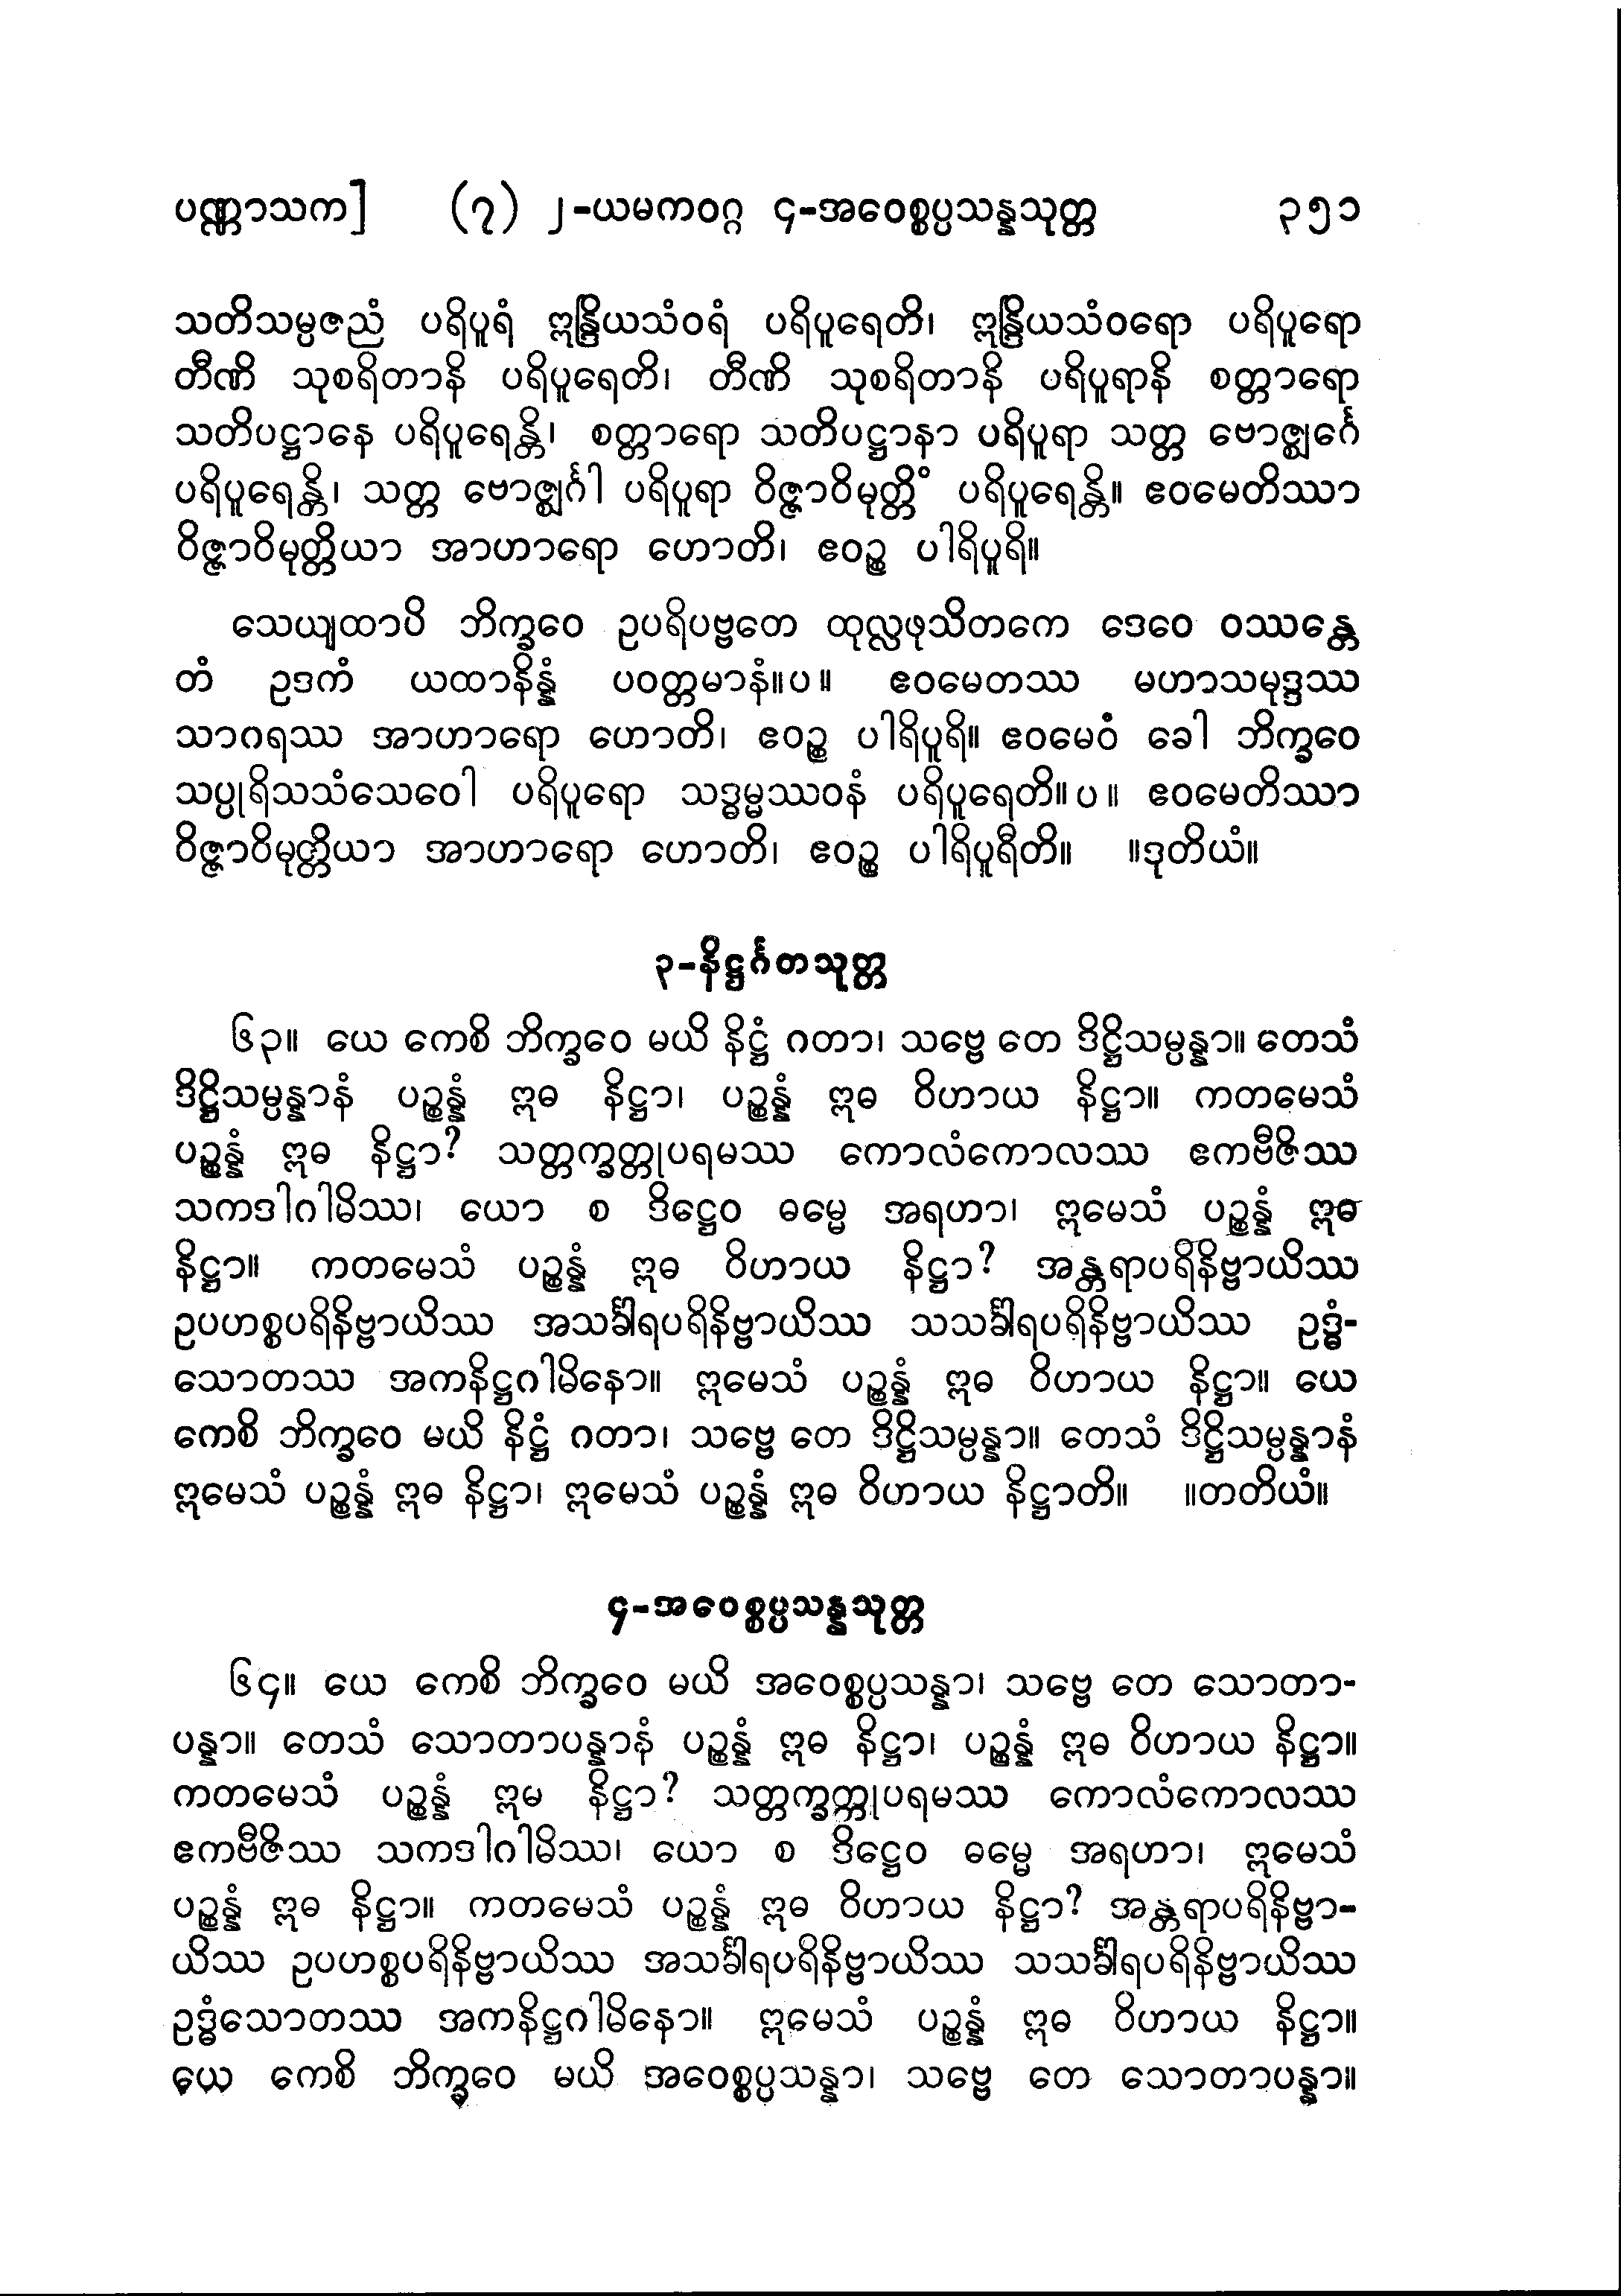 ပဏ္ဏာသက] (၇) ၂-ယမကဝဂ္ဂ ၄-အဝေစ္စပ္ပသန္နသုတ္တ ၃၅၁
သတိသမ္ပဇညံ ပရိပူရံ ဣန္ဒြိယသံဝရံ ပရိပူရေတိ၊ ဣန္ဒြိယသံဝရော ပရိပူရော
တီဏိ သုစရိတာနိ ပရိပူရေတိ၊ တီဏိ သုစရိတာနိ ပရိပူရာနိ စတ္တာရော
သတိပဋ္ဌာနေ ပရိပူရေန္တိ၊ စတ္တာရော သတိပဋ္ဌာနာ ပရိပူရာ သတ္တ ဗောဇ္ဈင်္ဂေ
ပရိပူရေန္တိ၊ သတ္တ ဗောဇ္ဈင်္ဂါ ပရိပူရာ ဝိဇ္ဇာဝိမုတ္တိံ ပရိပူရေန္တိ။ ဧဝမေတိဿာ
ဝိဇ္ဇာဝိမုတ္တိယာ အာဟာရော ဟောတိ၊ ဧဝဉ္စ ပါရိပူရိ။
သေယျထာပိ ဘိက္ခဝေ ဥပရိပဗ္ဗတေ ထုလ္လဖုသိတကေ ဒေဝေ ဝဿန္တေ
တံ ဥဒကံ ယထာနိန္နံ ပဝတ္တမာနံ။ပ။ ဧဝမေတဿ မဟာသမုဒ္ဒဿ
သာဂရဿ အာဟာရော ဟောတိ၊ ဧဝဉ္စ ပါရိပူရိ။ ဧဝမေဝံ ခေါ ဘိက္ခဝေ
သပ္ပုရိသသံသေဝေါ ပရိပူရော သဒ္ဓမ္မဿဝနံ ပရိပူရေတိ။ပ။ ဧဝမေတိဿာ
ဝိဇ္ဇာဝိမုတ္တိယာ အာဟာရော ဟောတိ၊ ဧဝဉ္စ ပါရိပူရီတိ။ ။ဒုတိယံ။
၃-နိဋ္ဌင်္ဂတသုတ္တ
၆၃။ ယေ ကေစိ ဘိက္ခဝေ မယိ နိဋ္ဌံ ဂတာ၊ သဗ္ဗေ တေ ဒိဋ္ဌိသမ္ပန္နာ။ တေသံ
ဒိဋ္ဌိသမ္ပန္နာနံ ပဉ္စန္နံ ဣဓ နိဋ္ဌာ၊ ပဉ္စန္နံ ဣဓ ဝိဟာယ နိဋ္ဌာ။ ကတမေသံ
ပဉ္စန္နံ ဣဓ နိဋ္ဌာ? သတ္တက္ခတ္တုပရမဿ ကောလံကောလဿ ဧကဗီဇိဿ
သကဒါဂါမိဿ၊ ယော စ ဒိဋ္ဌေဝ ဓမ္မေ အရဟာ၊ ဣမေသံ ပဉ္စန္နံ ဣဓ
နိဋ္ဌာ။ ကတမေသံ ပဉ္စန္နံ ဣဓ ဝိဟာယ နိဋ္ဌာ? အန္တရာပရိနိဗ္ဗာယိဿ
ဥပဟစ္စပရိနိဗ္ဗာယိဿ အသင်္ခါရပရိနိဗ္ဗာယိဿ သသင်္ခါရပရိနိဗ္ဗာယိဿ ဥဒ္ဓံ-
သောတဿ အကနိဋ္ဌဂါမိနော။ ဣမေသံ ပဉ္စန္နံ ဣဓ ဝိဟာယ နိဋ္ဌာ။ ယေ
ကေစိ ဘိက္ခဝေ မယိ နိဋ္ဌံ ဂတာ၊ သဗ္ဗေ တေ ဒိဋ္ဌိသမ္ပန္နာ။ တေသံ ဒိဋ္ဌိသမ္ပန္နာနံ
ဣမေသံ ပဉ္စန္နံ ဣဓ နိဋ္ဌာ၊ ဣမေသံ ပဉ္စန္နံ ဣဓ ဝိဟာယ နိဋ္ဌာတိ။ ။တတိယံ။
၄-အဝေစ္စပ္ပသန္နသုတ္တ
၆၄။ ယေ ကေစိ ဘိက္ခဝေ မယိ အဝေစ္စပ္ပသန္နာ၊ သဗ္ဗေ တေ သောတာ-
ပန္နာ။ တေသံ သောတာပန္နာနံ ပဉ္စန္နံ ဣဓ နိဋ္ဌာ၊ ပဉ္စန္နံ ဣဓ ဝိဟာယ နိဋ္ဌာ။
ကတမေသံ ပဉ္စန္နံ ဣမ နိဋ္ဌာ? သတ္တက္ခတ္တုပရမဿ ကောလံကောလဿ
ဧကဗီဇိဿ သကဒါဂါမိဿ၊ ယော စ ဒိဋ္ဌေဝ ဓမ္မေ အရဟာ၊ ဣမေသံ
ပဉ္စန္နံ ဣဓ နိဋ္ဌာ။ ကတမေသံ ပဉ္စန္နံ ဣဓ ဝိဟာယ နိဋ္ဌာ? အန္တရာပရိနိဗ္ဗာ-
ယိဿ ဥပဟစ္စပရိနိဗ္ဗာယိဿ အသင်္ခါရပရိနိဗ္ဗာယိဿ သသင်္ခါရပရိနိဗ္ဗာယိဿ
ဥဒ္ဓံသောတဿ အကနိဋ္ဌဂါမိနော။ ဣမေသံ ပဉ္စန္နံ ဣဓ ဝိဟာယ နိဋ္ဌာ။
ယေ ကေစိ ဘိက္ခဝေ မယိ အဝေစ္စပ္ပသန္နာ၊ သဗ္ဗေ တေ သောတာပန္နာ။